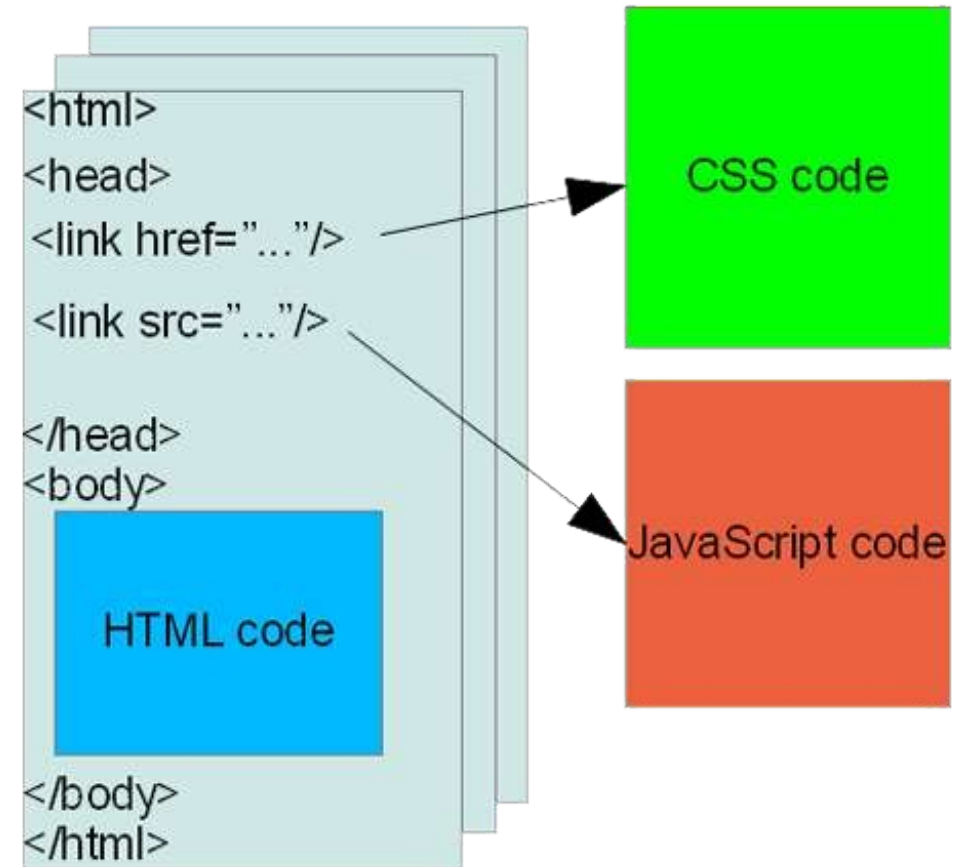 <html>
<head>
<link href=”...”/>
<link src=”...”/>
</head>
<body>
HTML code
</body>
</html>
CSS code
JavaScript code